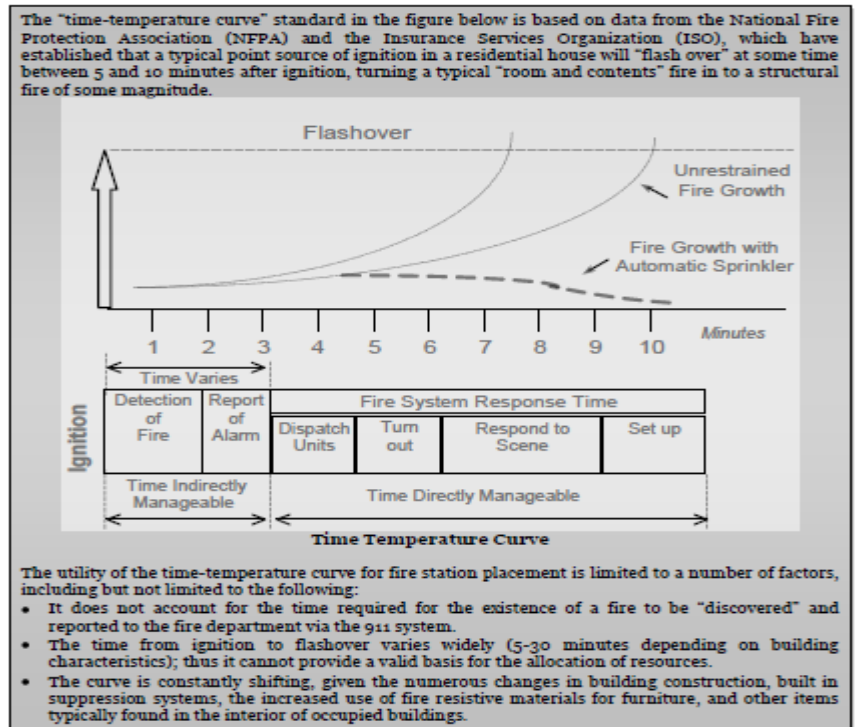 The “time-temperature curve” standard in the figure below is based on data from the National Fire
Protection Association (NFPA) and the Insurance Services Organization (ISO), which have
established that a typical point source of ignition in a residential house will “flash over” at some time
between 5 and 10 minutes after ignition, turning a typical “room and contents” fire in to a structural
fire of some magnitude.
Flashover
Unrestrained
Fire Growth
Fire Growth with
Automatic Sprinkler
Minutes
1 2 3 4 5 6 7 8 9 10
Time Varies
Ignition
Detection
of
Fire
Report
of
Alarm
Fire System Response Time
Dispatch
Units
Turn
out
Respond to
Scene
Set up
Time Indirectly
Manageable
Time Directly Manageable
Time Temperature Curve
The utility of the time-temperature curve for fire station placement is limited to a number of factors,
including but not limited to the following:
• It does not account for the time required for the existence of a fire to be “discovered” and
reported to the fire department via the 911 system.
• The time from ignition to flashover varies widely (5-30 minutes depending on building
characteristics); thus it cannot provide a valid basis for the allocation of resources.
• The curve is constantly shifting, given the numerous changes in building construction, built in
suppression systems, the increased use of fire resistive materials for furniture, and other items
typically found in the interior of occupied buildings.